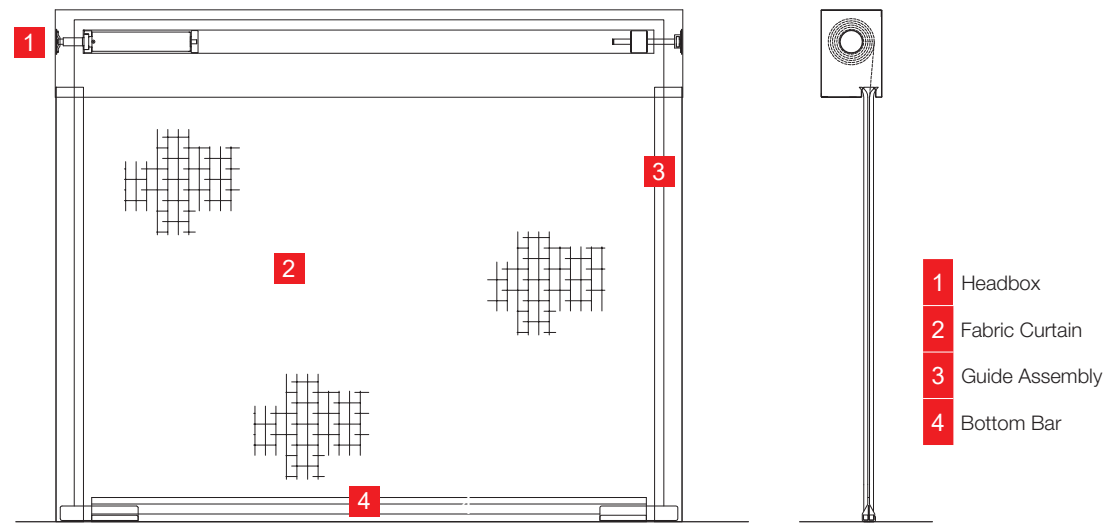 1
3
2
4
1 Headbox
2 Fabric Curtain
3 Guide Assembly
4 Bottom Bar